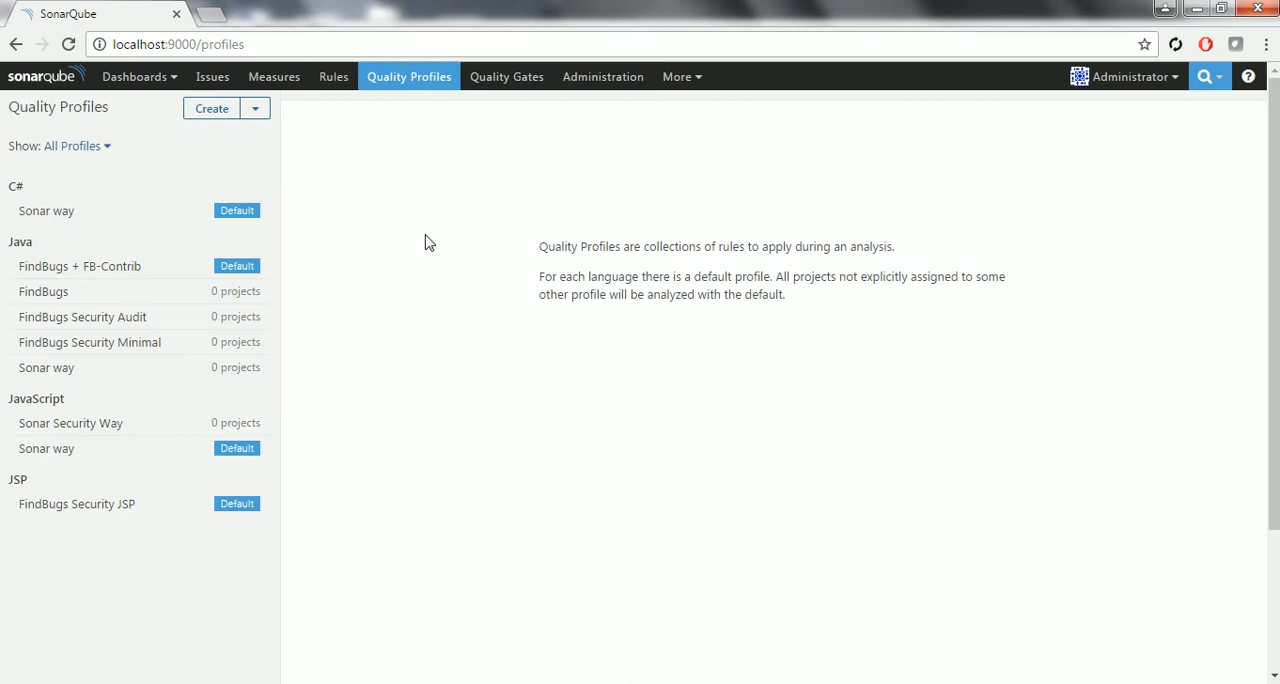 SonarQube
localhost:9000/profiles
sonarqube Dashboards Issues Measures Rules Quality Profiles Quality Gates Administration More Administrator
Quality Profiles Create
Show: All Profiles
C#
Sonar way Default
Java
FindBugs + FB-Contrib Default
FindBugs 0 projects
FindBugs Security Audit 0 projects
FindBugs Security Minimal 0 projects
Sonar way 0 projects
JavaScript
Sonar Security Way 0 projects
Sonar way Default
JSP
FindBugs Security JSP Default
Quality Profiles are collections of rules to apply during an analysis.
For each language there is a default profile. All projects not explicitly assigned to some
other profile will be analyzed with the default.